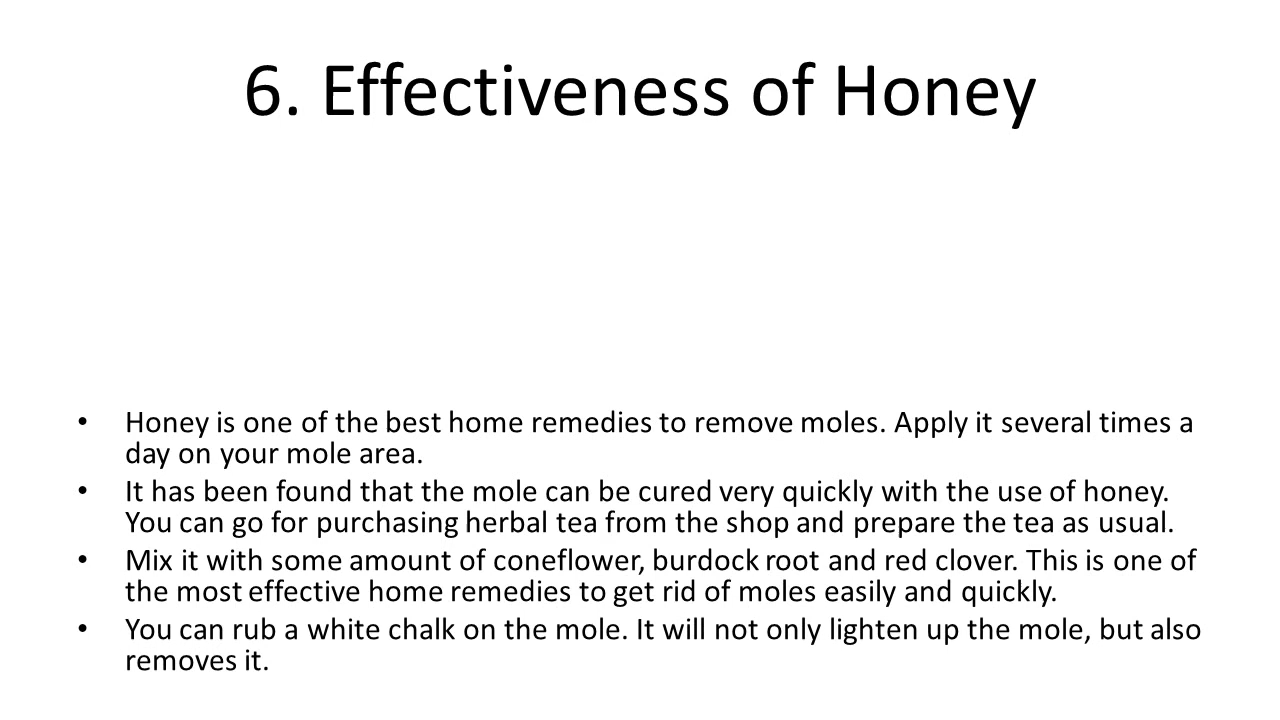 6. Effectiveness of Honey
• Honey is one of the best home remedies to remove moles. Apply it several times a
day on your mole area.
• It has been found that the mole can be cured very quickly with the use of honey.
You can go for purchasing herbal tea from the shop and prepare the tea as usual.
• Mix it with some amount of coneflower, burdock root and red clover. This is one of
the most effective home remedies to get rid of moles easily and quickly.
• You can rub a white chalk on the mole. It will not only lighten up the mole, but also
removes it.